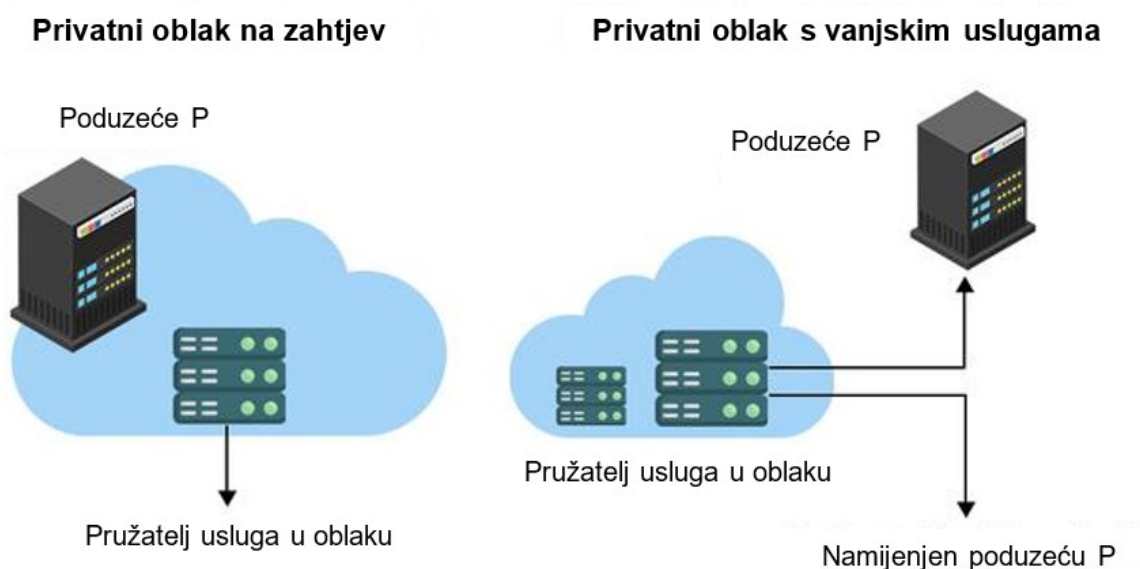 Privatni oblak na zahtjev
Poduzeće P
Pružatelj usluga u oblaku
Privatni oblak s vanjskim uslugama
Poduzeće P
Pružatelj usluga u oblaku
Namijenjen poduzeću P